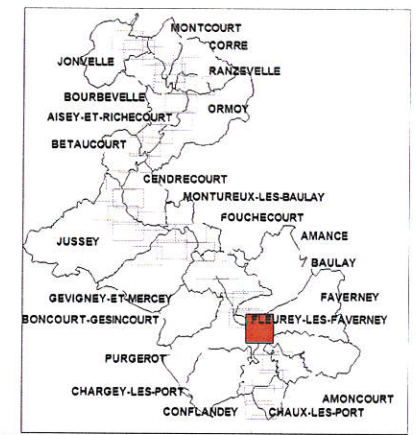 MONTCOURT
CORRE
JONVELLE
RANZEVELLE
BOURBEVELLE
ORMOY
AISEY-ET-RICHECOURT
BETAUCOURT
CENDRECOURT
MONTUREUX-LES-BAULAY
FOUCHECOURT
AMANCE
JUSSEY
BAULAY
GEVIGNEY-ET-MERCEY
FAVERNEY
BONCOURT-GESINCOURT
FLEUREY-LES-FAVERNEY
PURGEROT
CHARGEY-LES-PORT
AMONCOURT
CONFLANDEY
CHAUX-LES-PORT